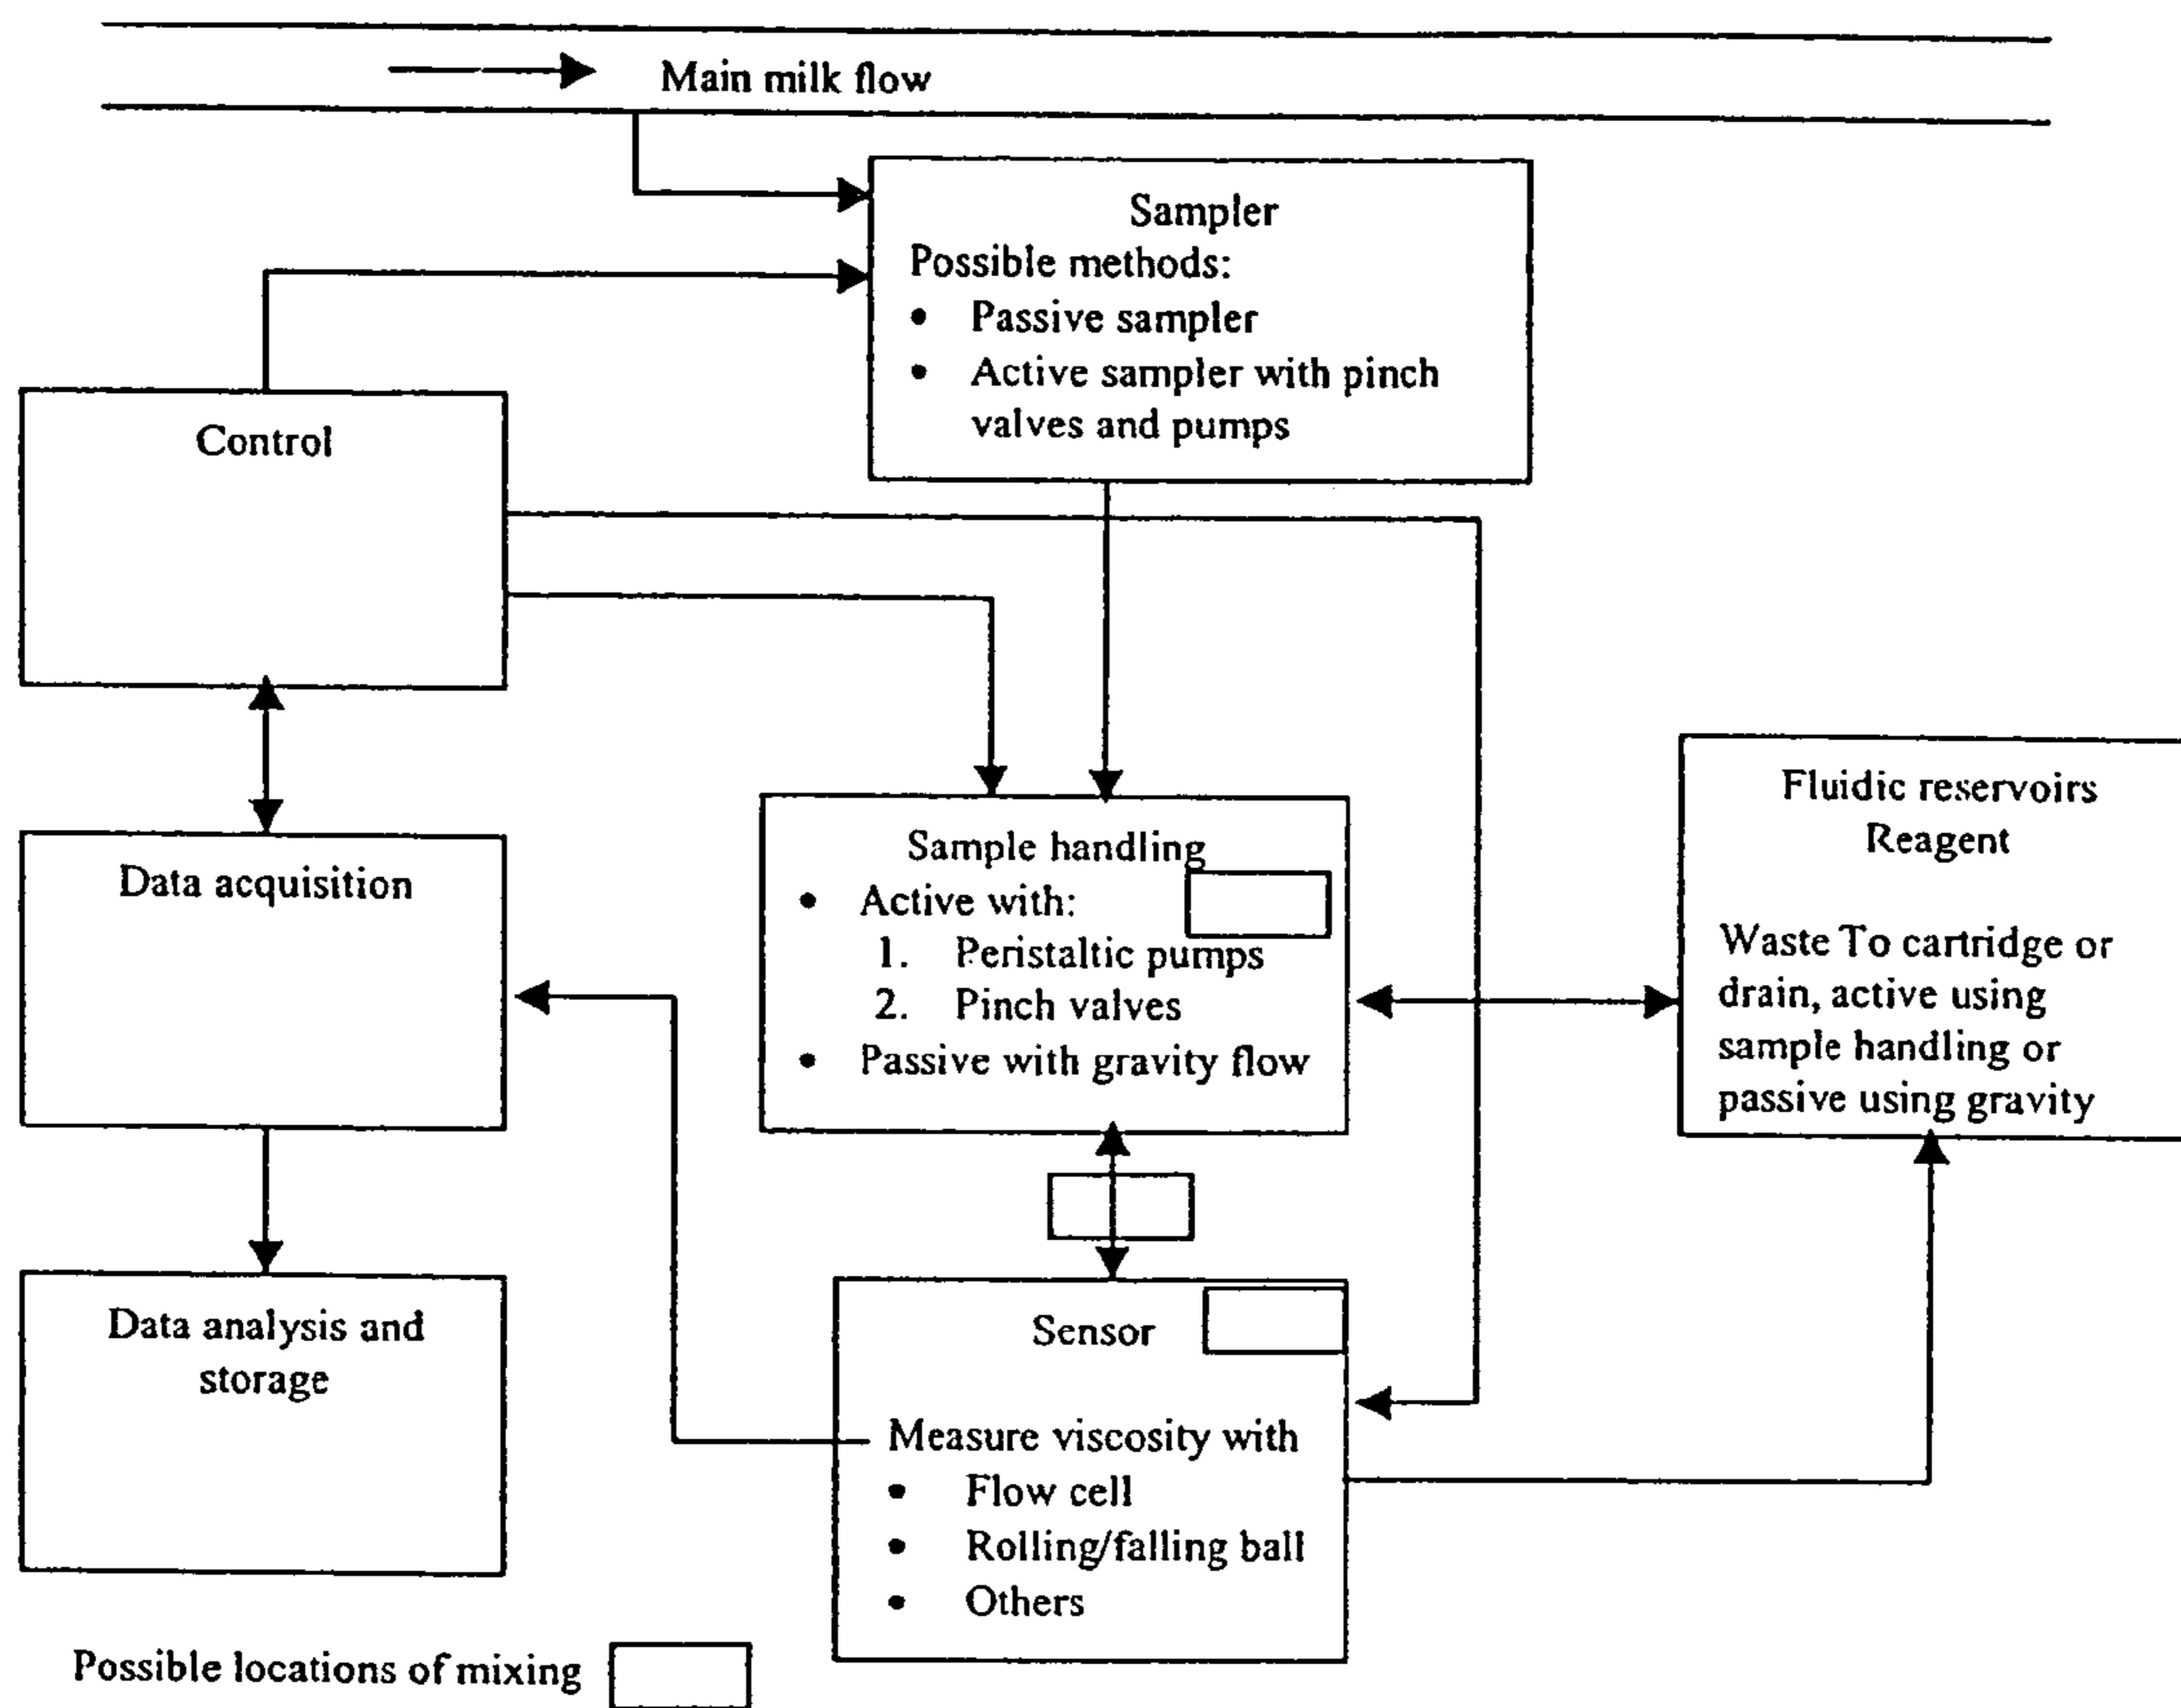 Main milk flow
Sampler
Possible methods:
• Passive sampler
• Active sampler with pinch
valves and pumps
Control
Sample handling
• Active with:
1. Peristaltic pumps
2. Pinch valves
• Passive with gravity flow
Fluidic reservoirs
Reagent
Waste To cartridge or
drain, active using
sample handling or
passive using gravity
Data acquisition
Data analysis and
storage
Sensor
Measure viscosity with
• Flow cell
• Rolling/falling ball
• Others
Possible locations of mixing